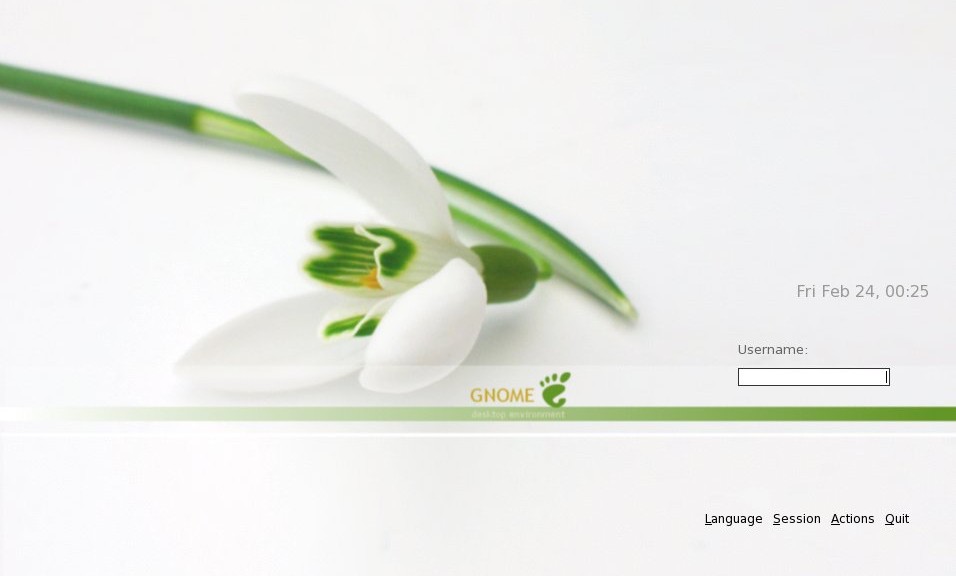 Fri Feb 24, 00:25
Username:
GNOME
desktop environment
Language Session Actions Quit